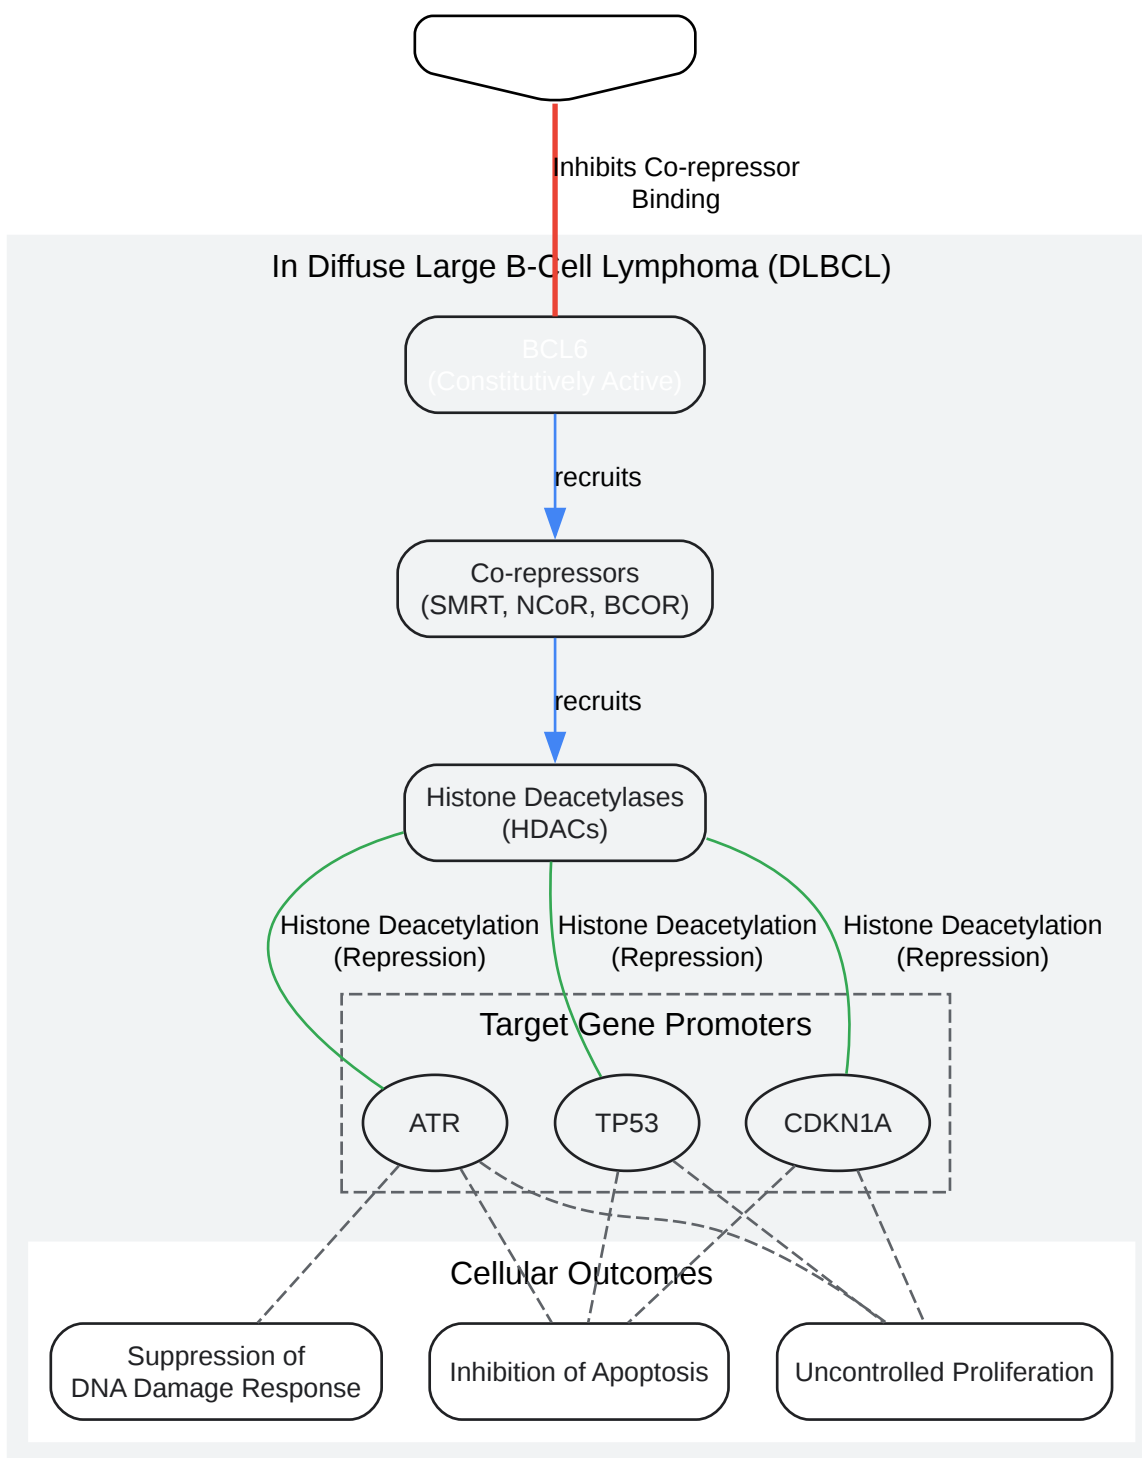 Inhibits Co-repressor
Binding
In Diffuse Large B-Cell Lymphoma (DLBCL)
BCL6
(Constitutively Active)
recruits
Co-repressors
(SMRT, NCoR, BCOR)
recruits
Histone Deacetylases
(HDACs)
Histone Deacetylation
(Repression)
Histone Deacetylation
(Repression)
Histone Deacetylation
(Repression)
Target Gene Promoters
ATR
TP53
CDKN1A
Cellular Outcomes
Suppression of
DNA Damage Response
Inhibition of Apoptosis
Uncontrolled Proliferation